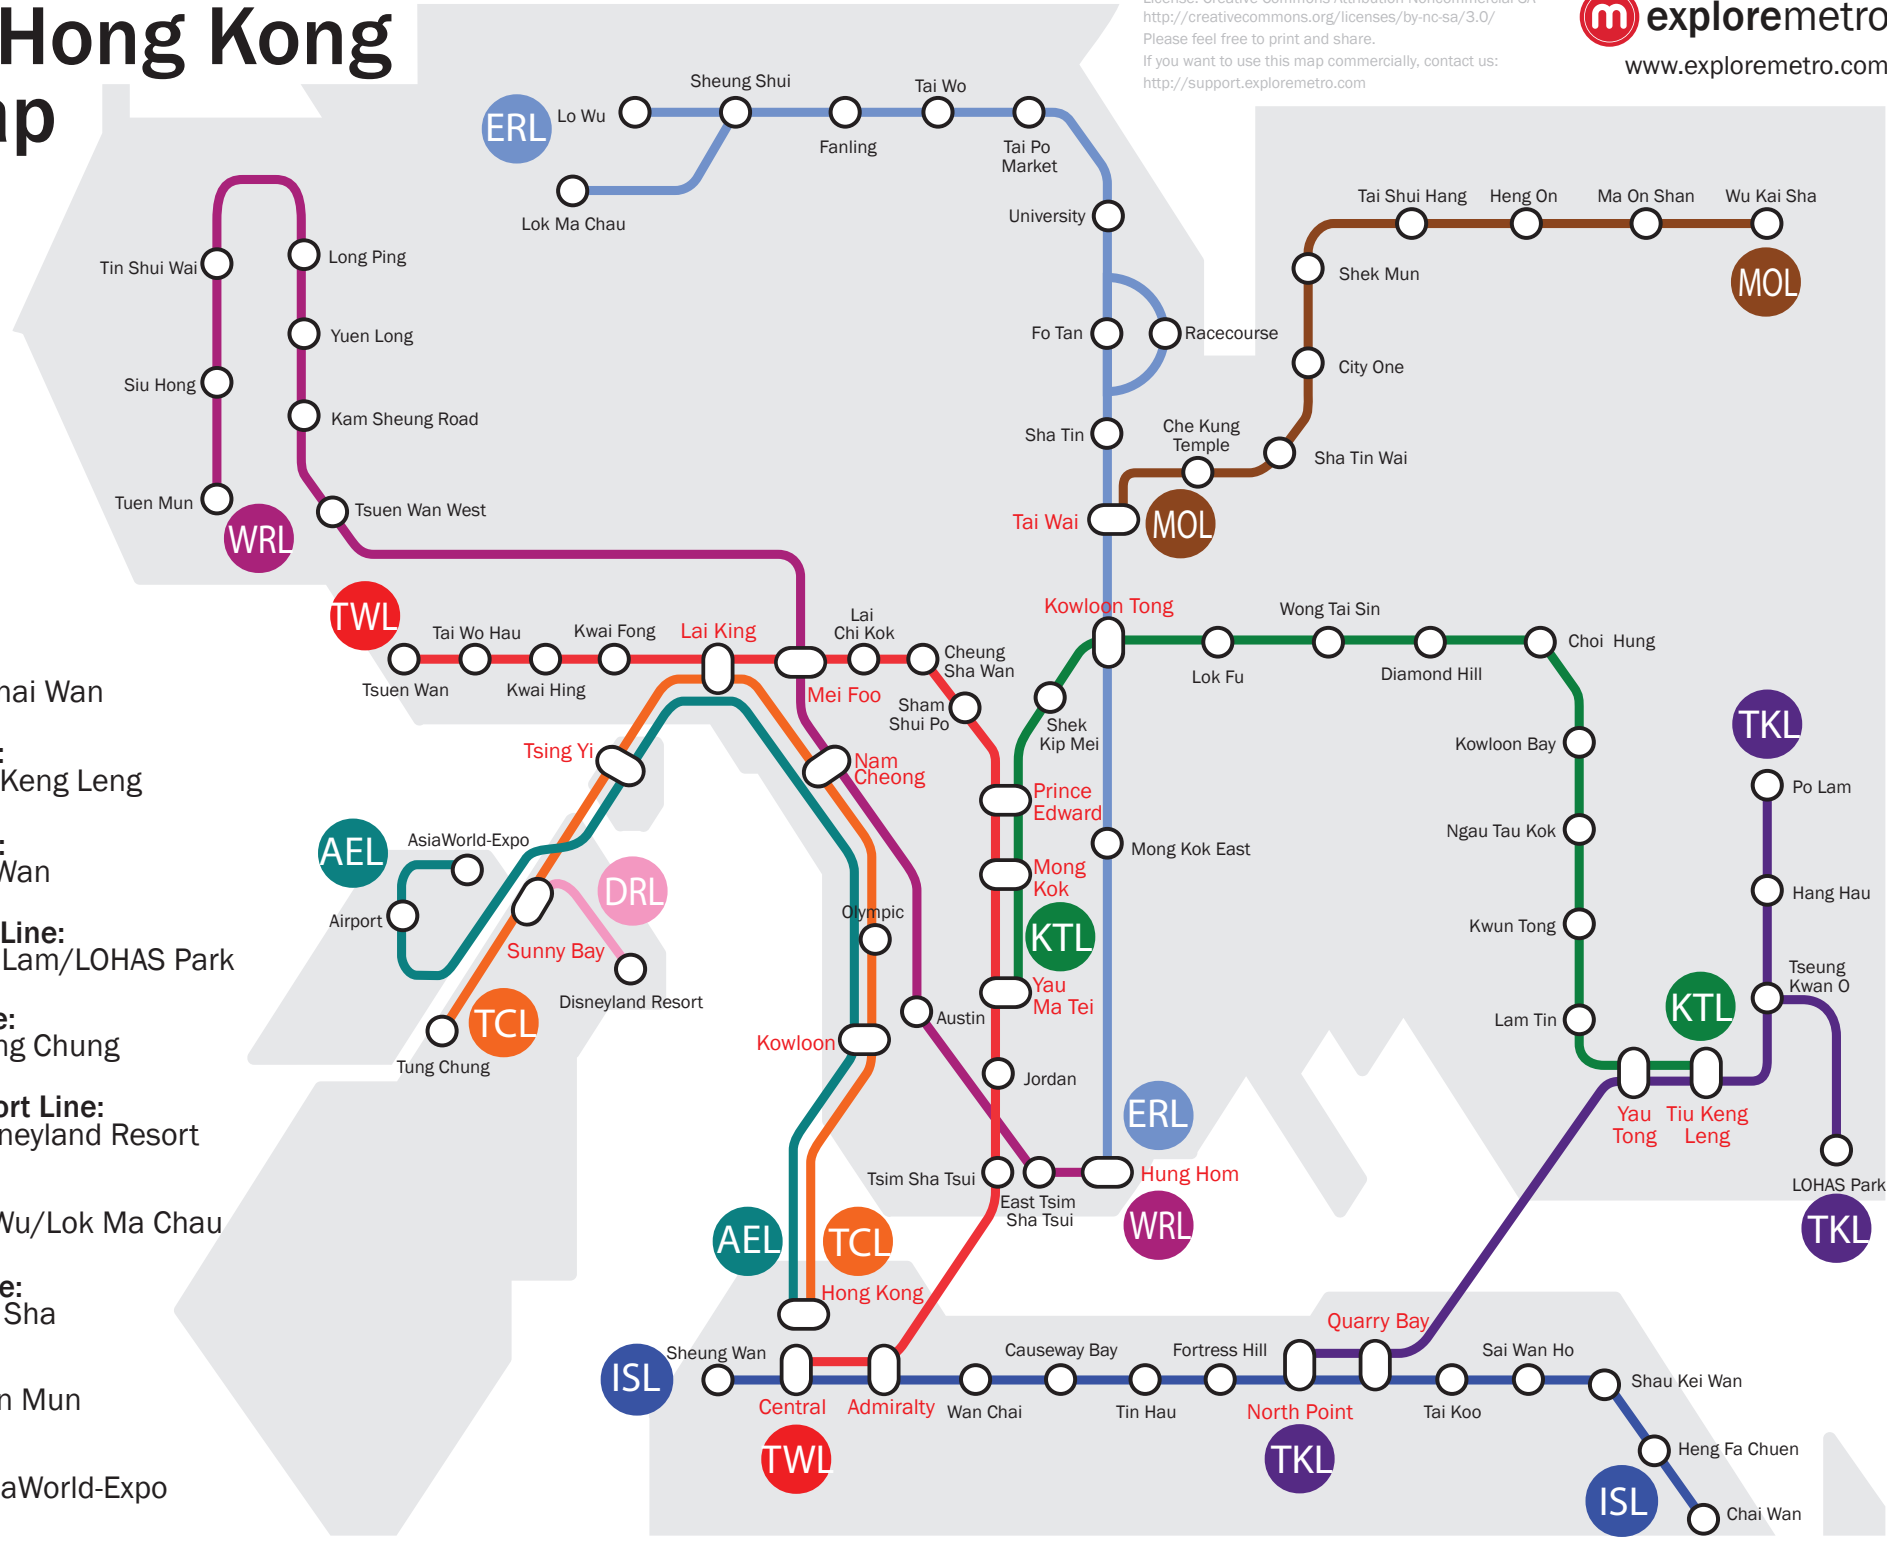 Hong Kong
ap
License: Creative Commons Attribution-Noncommercial-SA
http://creativecommons.org/licenses/by-nc-sa/3.0/
Please feel free to print and share.
If you want to use this map commercially, contact us:
http://support.exploremetro.com
m exploremetro
www.exploremetro.com
ERL
Lo Wu
Sheung Shui
Fanling
Tai Wo
Tai Po
Market
Lok Ma Chau
University
Tai Shui Hang
Heng On
Ma On Shan
Wu Kai Sha
MOL
Shek Mun
Tin Shui Wai
Long Ping
Fo Tan
Racecourse
Yuen Long
City One
Siu Hong
Kam Sheung Road
Sha Tin
Che Kung
Temple
Sha Tin Wai
Tuen Mun
WRL
Tsuen Wan West
Tai Wai
MOL
TWL
Tai Wo Hau
Kwai Fong
Lai King
Lai
Chi Kok
Cheung
Sha Wan
Tsuen Wan
Kwai Hing
Mei Foo
Sham
Shui Po
Kowloon Tong
Wong Tai Sin
Choi Hung
Lok Fu
Diamond Hill
Shek
Kip Mei
hai Wan
:
Keng Leng
:
Wan
Line:
Lam/LOHAS Park
e:
ng Chung
ort Line:
neyland Resort
Wu/Lok Ma Chau
e:
Sha
n Mun
aWorld-Expo
Tsing Yi
Nam
Cheong
Prince
Edward
Kowloon Bay
TKL
Po Lam
AEL
AsiaWorld-Expo
Mong Kok East
Ngau Tau Kok
DRL
Mong
Kok
Hang Hau
Airport
Olympic
KTL
Kwun Tong
Sunny Bay
Disneyland Resort
Yau
Ma Tei
Tseung
Kwan O
TCL
Tung Chung
Kowloon
Austin
Lam Tin
KTL
Jordan
ERL
Yau
Tong
Tiu Keng
Leng
Tsim Sha Tsui
East Tsim
Sha Tsui
Hung Hom
WRL
LOHAS Park
TKL
AEL
TCL
Hong Kong
ISL
Sheung Wan
Causeway Bay
Fortress Hill
Quarry Bay
Sai Wan Ho
Shau Kei Wan
Central
Admiralty
Wan Chai
Tin Hau
North Point
Tai Koo
TWL
TKL
Heng Fa Chuen
ISL
Chai Wan